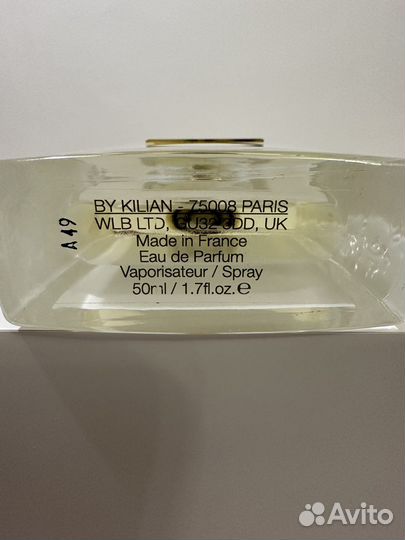 BY KILIAN - 75008 PARIS
WLB LTD, GU32 3DD, UK
Made in France
Eau de Parfum
Vaporisateur / Spray
50ml / 1.7fl.oz.e
A49
Avito